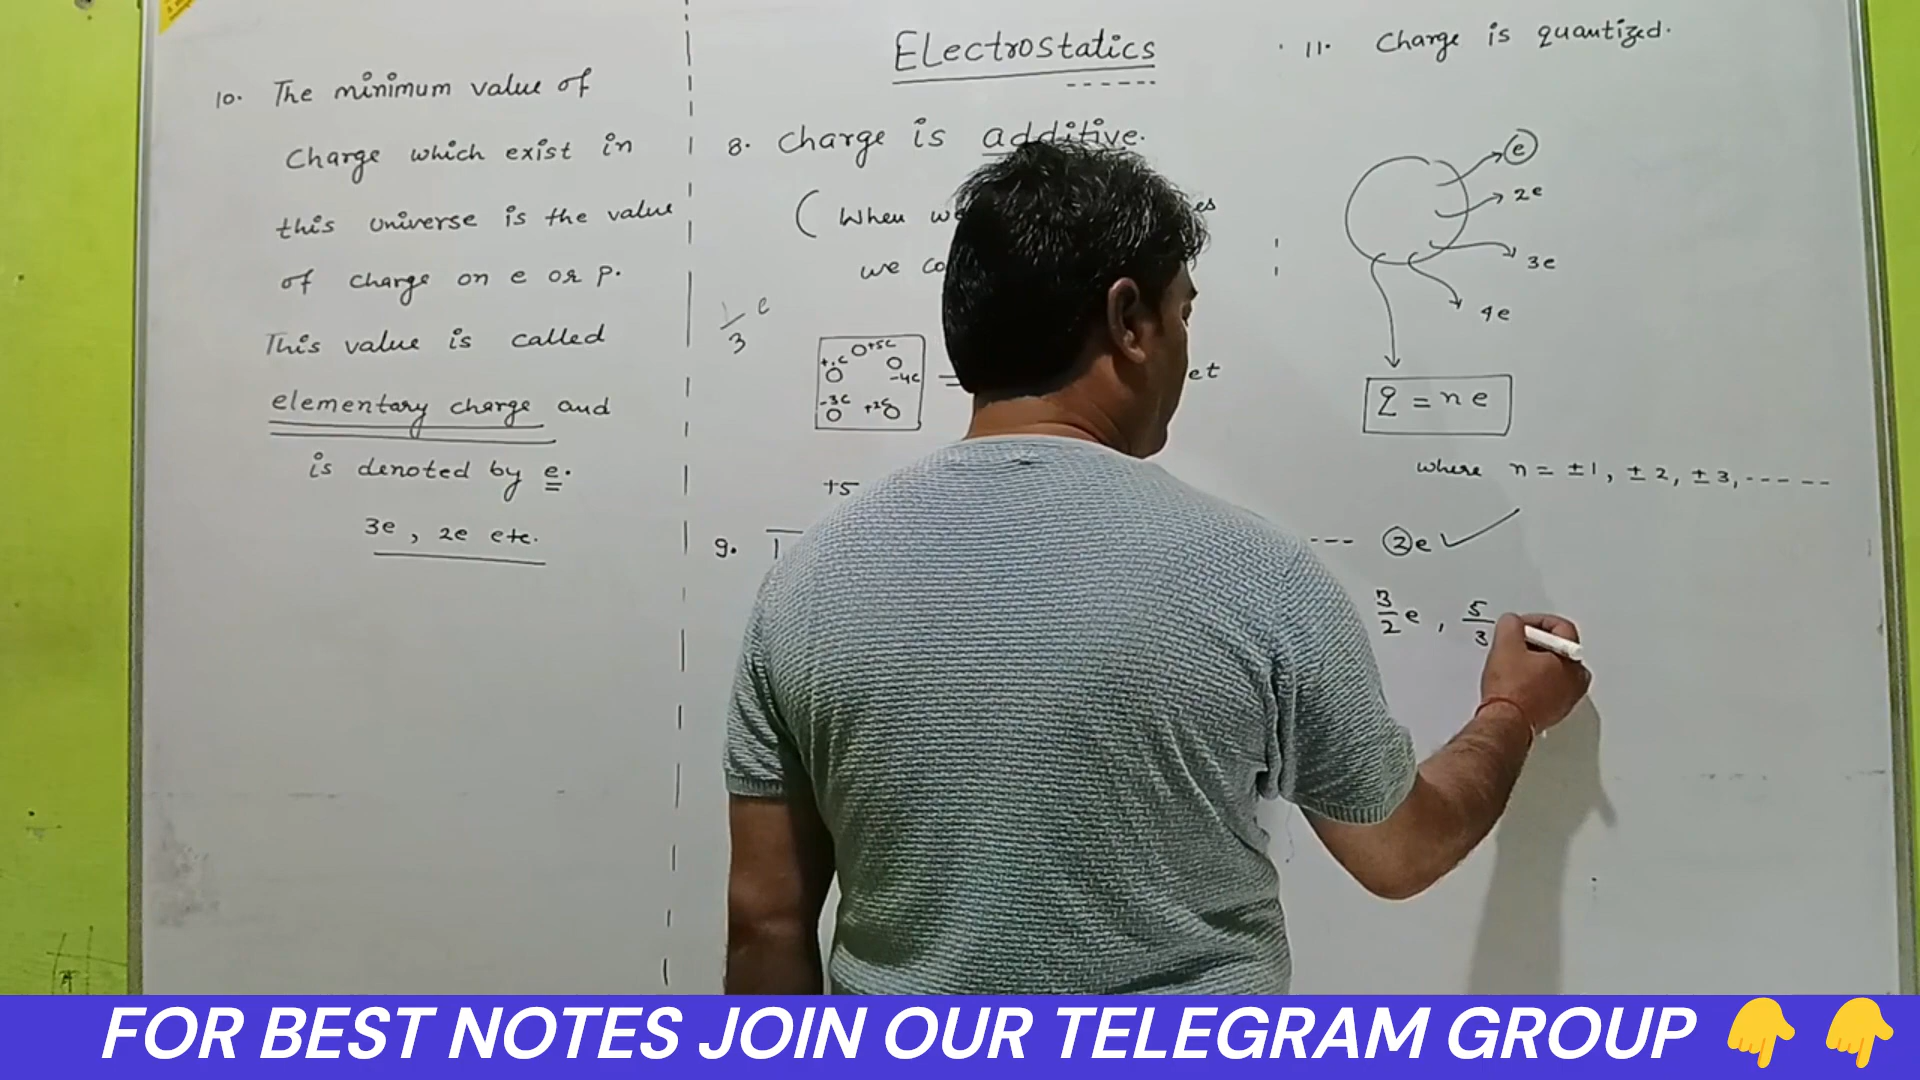 Electrostatics
10. The minimum value of
Charge which exist in
this universe is the value
of charge on e or p.
This value is called
elementary charge and
is denoted by e.
3e, 2e etc.
8. Charge is additive.
(When
es
we
1/3 e
+5C
-4C
-3C
+2C
=
et
+5
9.
11. Charge is quantized.
e
2e
3e
4e
q = ne
where n = ±1, ±2, ±3, -----
2e ✓
3/2 e, 5/3
FOR BEST NOTES JOIN OUR TELEGRAM GROUP 👇 👇